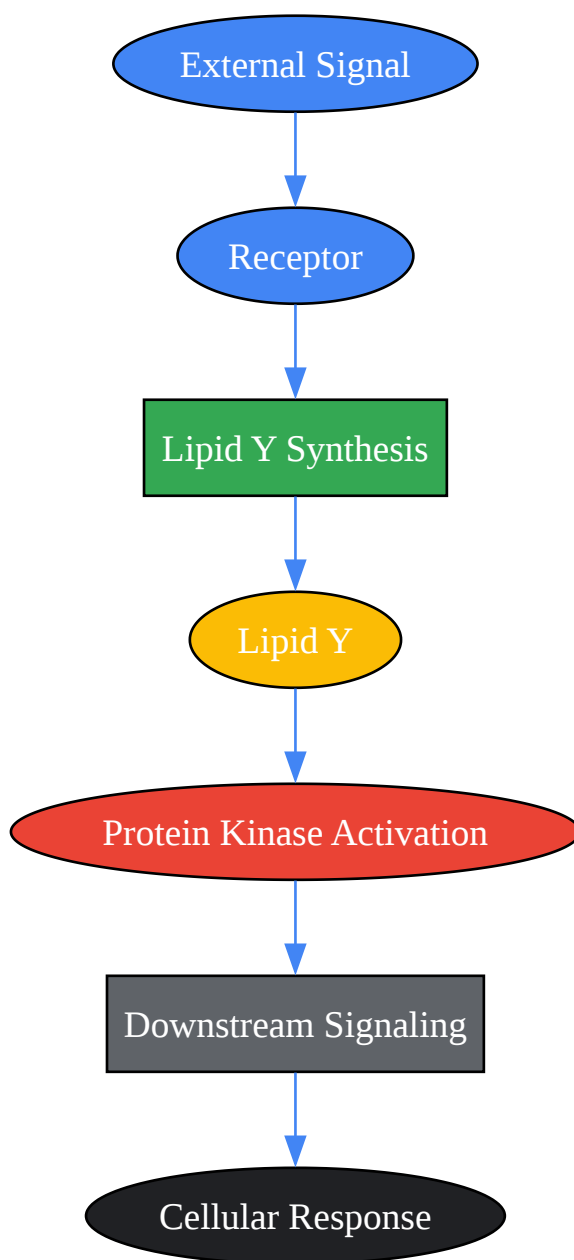 External Signal
Receptor
Lipid Y Synthesis
Lipid Y
Protein Kinase Activation
Downstream Signaling
Cellular Response